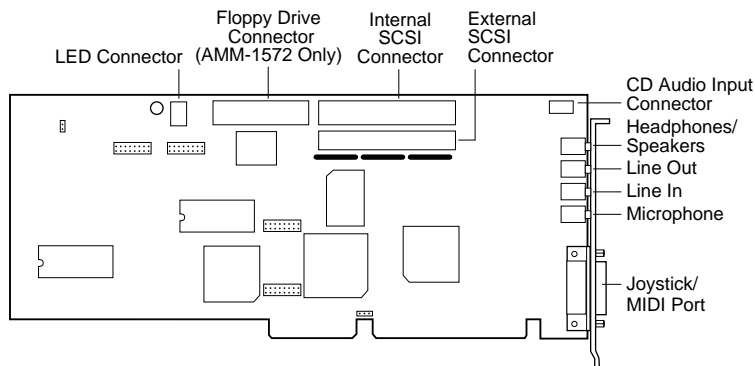 Floppy Drive
Connector
(AMM-1572 Only)
Internal
SCSI
Connector
External
SCSI
Connector
LED Connector
CD Audio Input
Connector
Headphones/
Speakers
Line Out
Line In
Microphone
Joystick/
MIDI Port